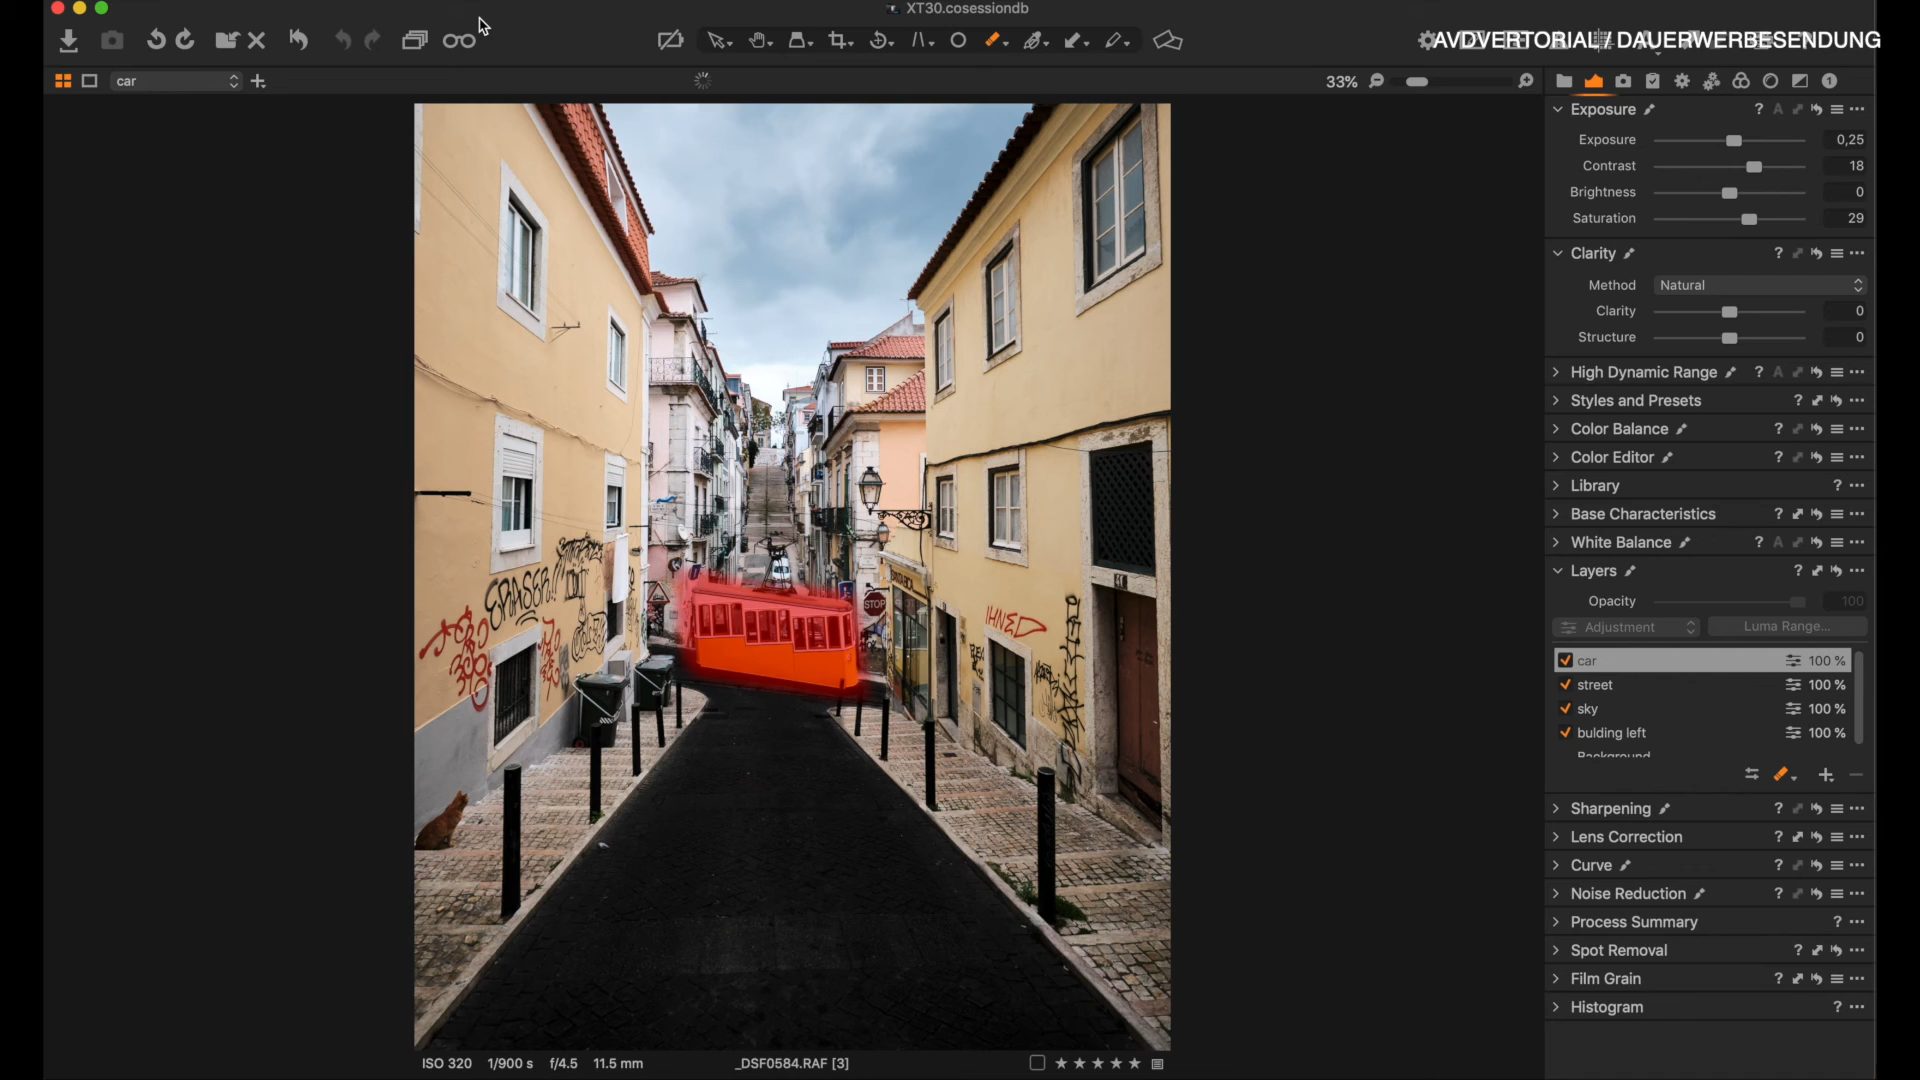 XT30.cosessiondb
AVDVERTORIAL / DAUERWERBESENDUNG
car
33%
Exposure
Exposure 0,25
Contrast 18
Brightness 0
Saturation 29
Clarity
Method Natural
Clarity 0
Structure 0
High Dynamic Range
Styles and Presets
Color Balance
Color Editor
Library
Base Characteristics
White Balance
Layers
Opacity 100
Adjustment Luma Range...
car 100 %
street 100 %
sky 100 %
bulding left 100 %
Background
Sharpening
Lens Correction
Curve
Noise Reduction
Process Summary
Spot Removal
Film Grain
Histogram
ERASER!!
STOP
IHNED
ISO 320 1/900 s f/4.5 11.5 mm
_DSF0584.RAF [3]